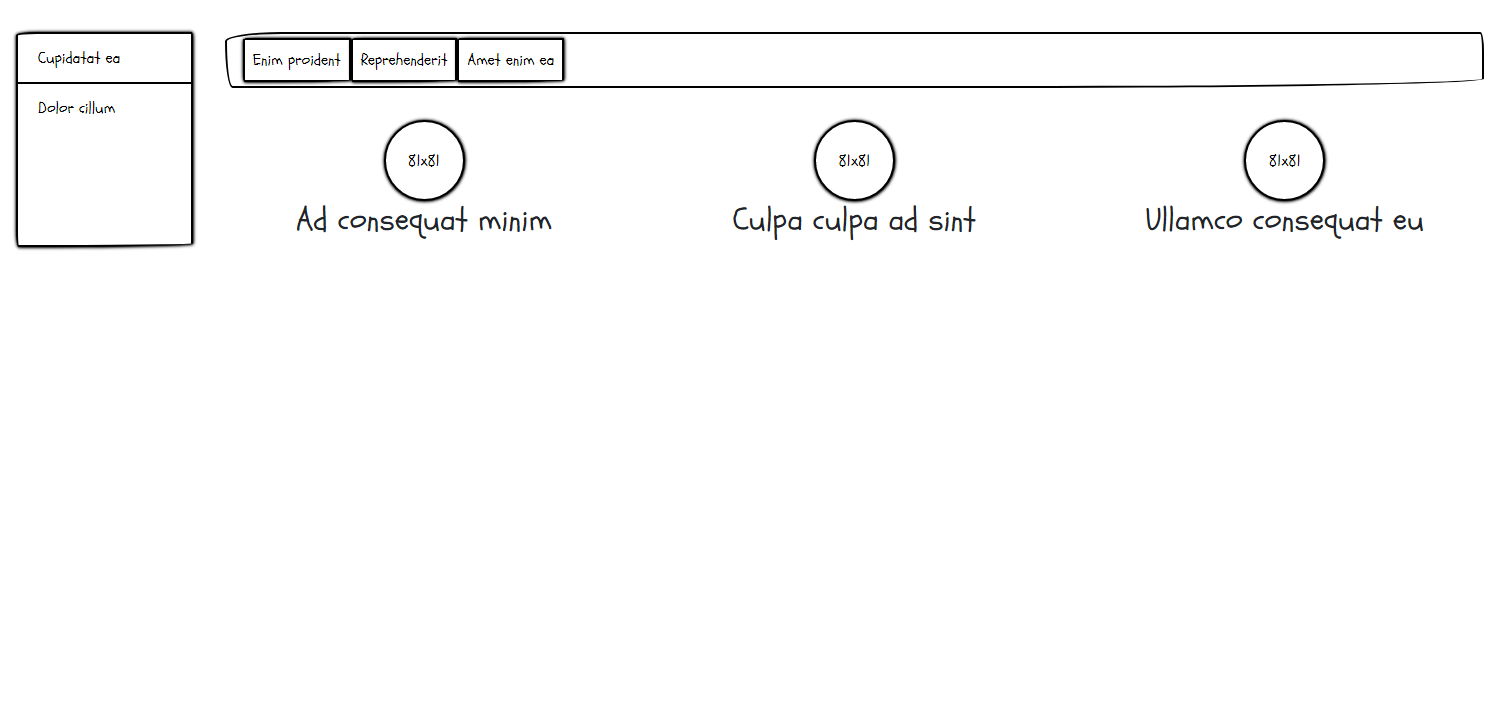 Cupidatat ea
Dolor cillum
Enim proident
Reprehenderit
Amet enim ea
81x81
Ad consequat minim
81x81
Culpa culpa ad sint
81x81
Ullamco consequat eu